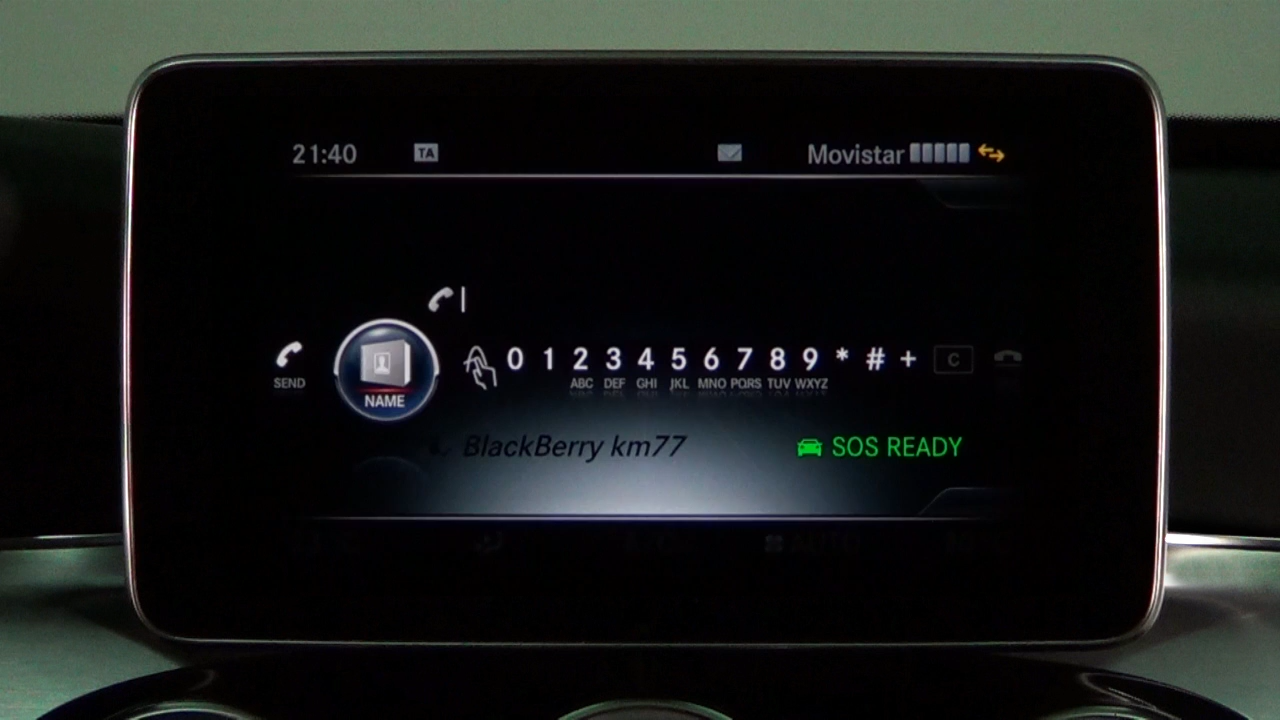 21:40 TA Movistar
SEND NAME 0 1 2 3 4 5 6 7 8 9 * # + C
ABC DEF GHI JKL MNO PQRS TUV WXYZ
BlackBerry km77 SOS READY
AUTO